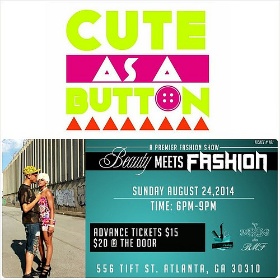 CUTE
AS A
BUTTON
A PREMIER FASHION SHOW
Beauty MEETS FASHION
SUNDAY AUGUST 24,2014
TIME: 6PM-9PM
ADVANCE TICKETS $15
$20 @ THE DOOR
556 TIFT ST. ATLANTA, GA 30310